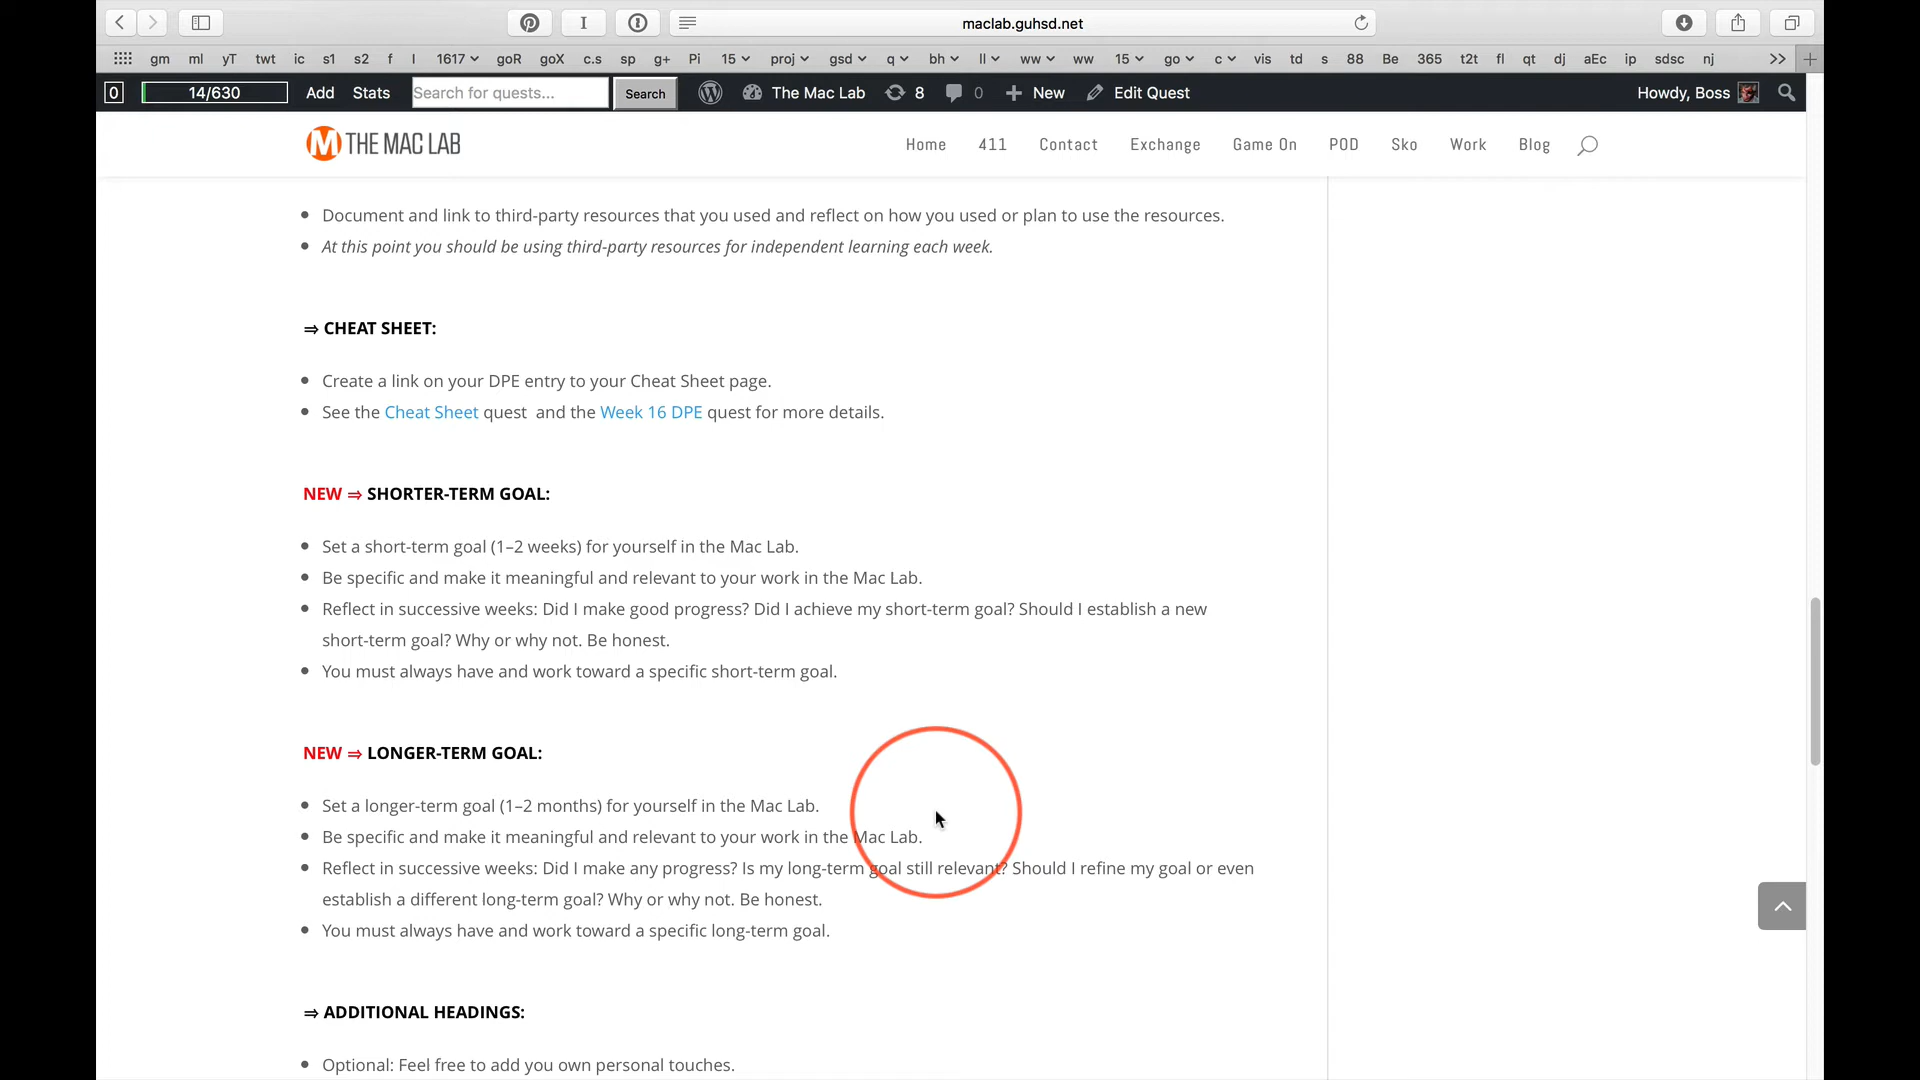 maclab.guhsd.net
gm ml yT twt ic s1 s2 f I 1617 goR goX c.s sp g+ Pi 15 proj gsd q bh ll ww ww 15 go c vis td s 88 Be 365 t2t fl qt dj aEc ip sdsc nj
0 14/630 Add Stats Search for quests... Search The Mac Lab 8 0 New Edit Quest Howdy, Boss
M THE MAC LAB Home 411 Contact Exchange Game On POD Sko Work Blog
Document and link to third-party resources that you used and reflect on how you used or plan to use the resources.
At this point you should be using third-party resources for independent learning each week.
⇒ CHEAT SHEET:
Create a link on your DPE entry to your Cheat Sheet page.
See the Cheat Sheet quest and the Week 16 DPE quest for more details.
NEW ⇒ SHORTER-TERM GOAL:
Set a short-term goal (1–2 weeks) for yourself in the Mac Lab.
Be specific and make it meaningful and relevant to your work in the Mac Lab.
Reflect in successive weeks: Did I make good progress? Did I achieve my short-term goal? Should I establish a new
short-term goal? Why or why not. Be honest.
You must always have and work toward a specific short-term goal.
NEW ⇒ LONGER-TERM GOAL:
Set a longer-term goal (1–2 months) for yourself in the Mac Lab.
Be specific and make it meaningful and relevant to your work in the Mac Lab.
Reflect in successive weeks: Did I make any progress? Is my long-term goal still relevant? Should I refine my goal or even
establish a different long-term goal? Why or why not. Be honest.
You must always have and work toward a specific long-term goal.
⇒ ADDITIONAL HEADINGS:
Optional: Feel free to add you own personal touches.